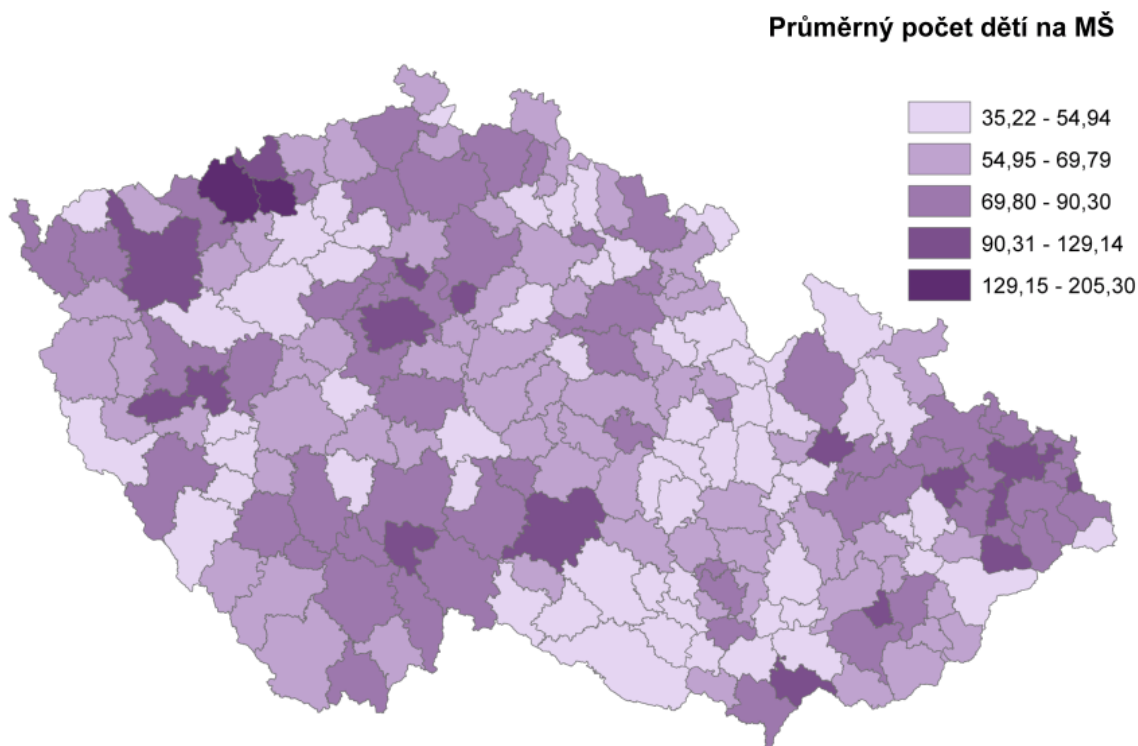 Průměrný počet dětí na MŠ
35,22 - 54,94
54,95 - 69,79
69,80 - 90,30
90,31 - 129,14
129,15 - 205,30